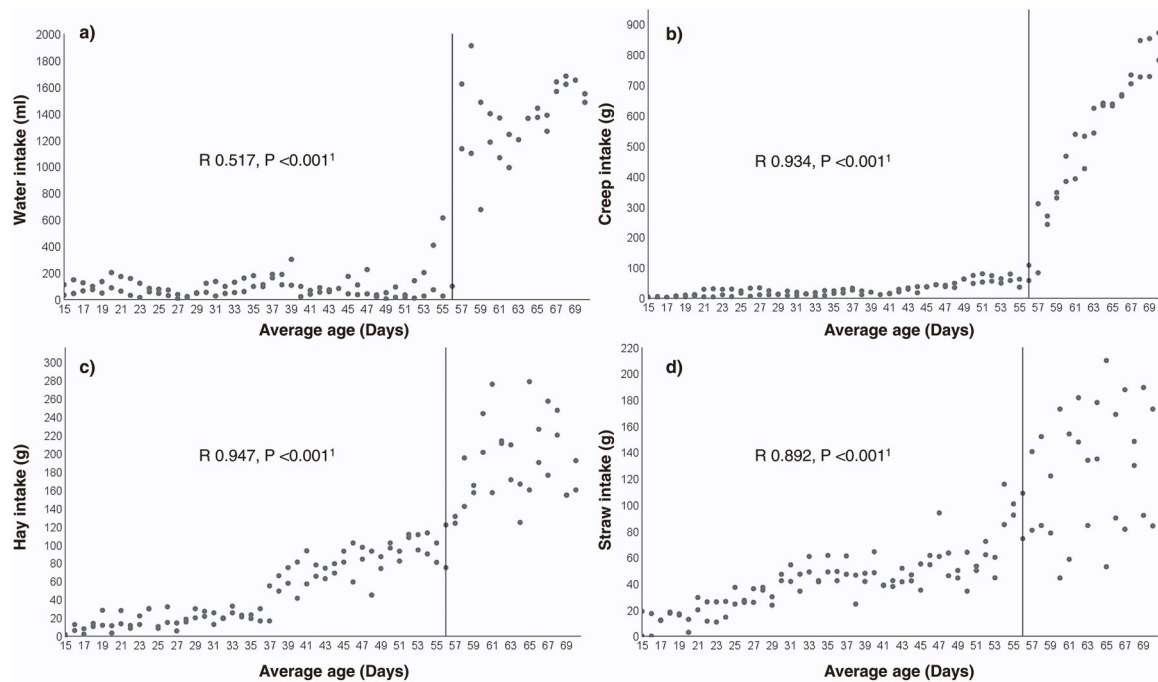 a)
2000
1800
1600
1400
1200
1000
800
600
400
200
0
Water intake (ml)
R 0.517, P <0.001¹
15 17 19 21 23 25 27 29 31 33 35 37 39 41 43 45 47 49 51 53 55 57 59 61 63 65 67 69
Average age (Days)
b)
900
800
700
600
500
400
300
200
100
0
Creep intake (g)
R 0.934, P <0.001¹
15 17 19 21 23 25 27 29 31 33 35 37 39 41 43 45 47 49 51 53 55 57 59 61 63 65 67 69
Average age (Days)
c)
300
280
260
240
220
200
180
160
140
120
100
80
60
40
20
0
Hay intake (g)
R 0.947, P <0.001¹
15 17 19 21 23 25 27 29 31 33 35 37 39 41 43 45 47 49 51 53 55 57 59 61 63 65 67 69
Average age (Days)
d)
220
200
180
160
140
120
100
80
60
40
20
0
Straw intake (g)
R 0.892, P <0.001¹
15 17 19 21 23 25 27 29 31 33 35 37 39 41 43 45 47 49 51 53 55 57 59 61 63 65 67 69
Average age (Days)